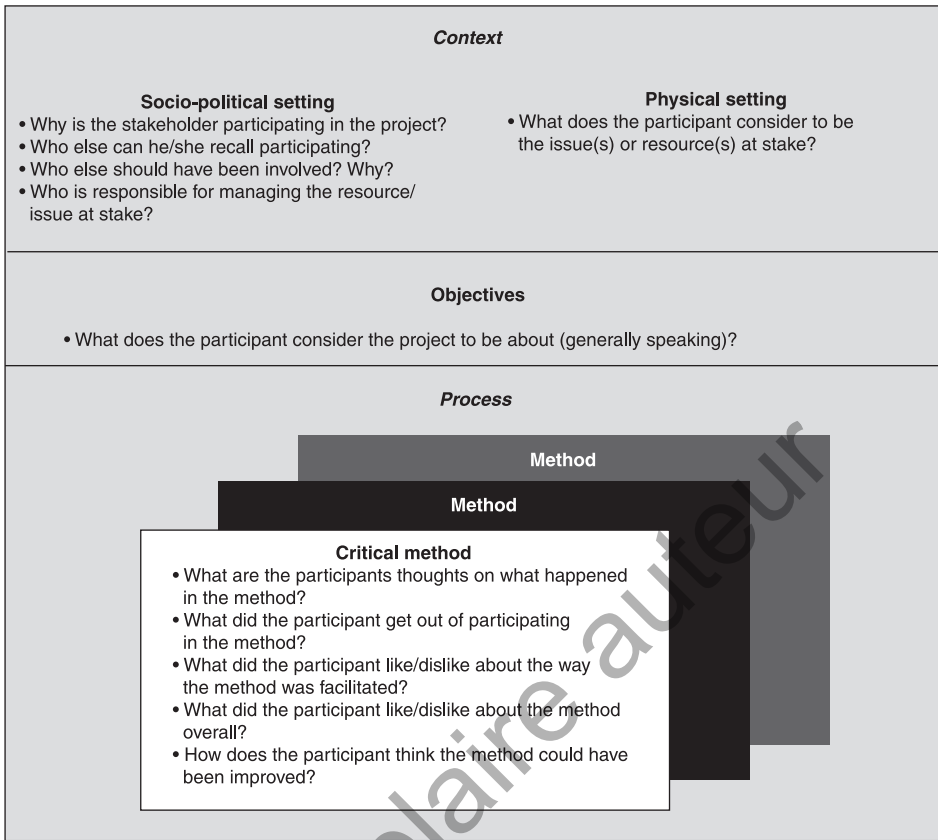 Context
Socio-political setting
• Why is the stakeholder participating in the project?
• Who else can he/she recall participating?
• Who else should have been involved? Why?
• Who is responsible for managing the resource/
issue at stake?
Physical setting
• What does the participant consider to be
the issue(s) or resource(s) at stake?
Objectives
• What does the participant consider the project to be about (generally speaking)?
Process
Method
Method
Critical method
• What are the participants thoughts on what happened
in the method?
• What did the participant get out of participating
in the method?
• What did the participant like/dislike about the way
the method was facilitated?
• What did the participant like/dislike about the method
overall?
• How does the participant think the method could have
been improved?
auteur